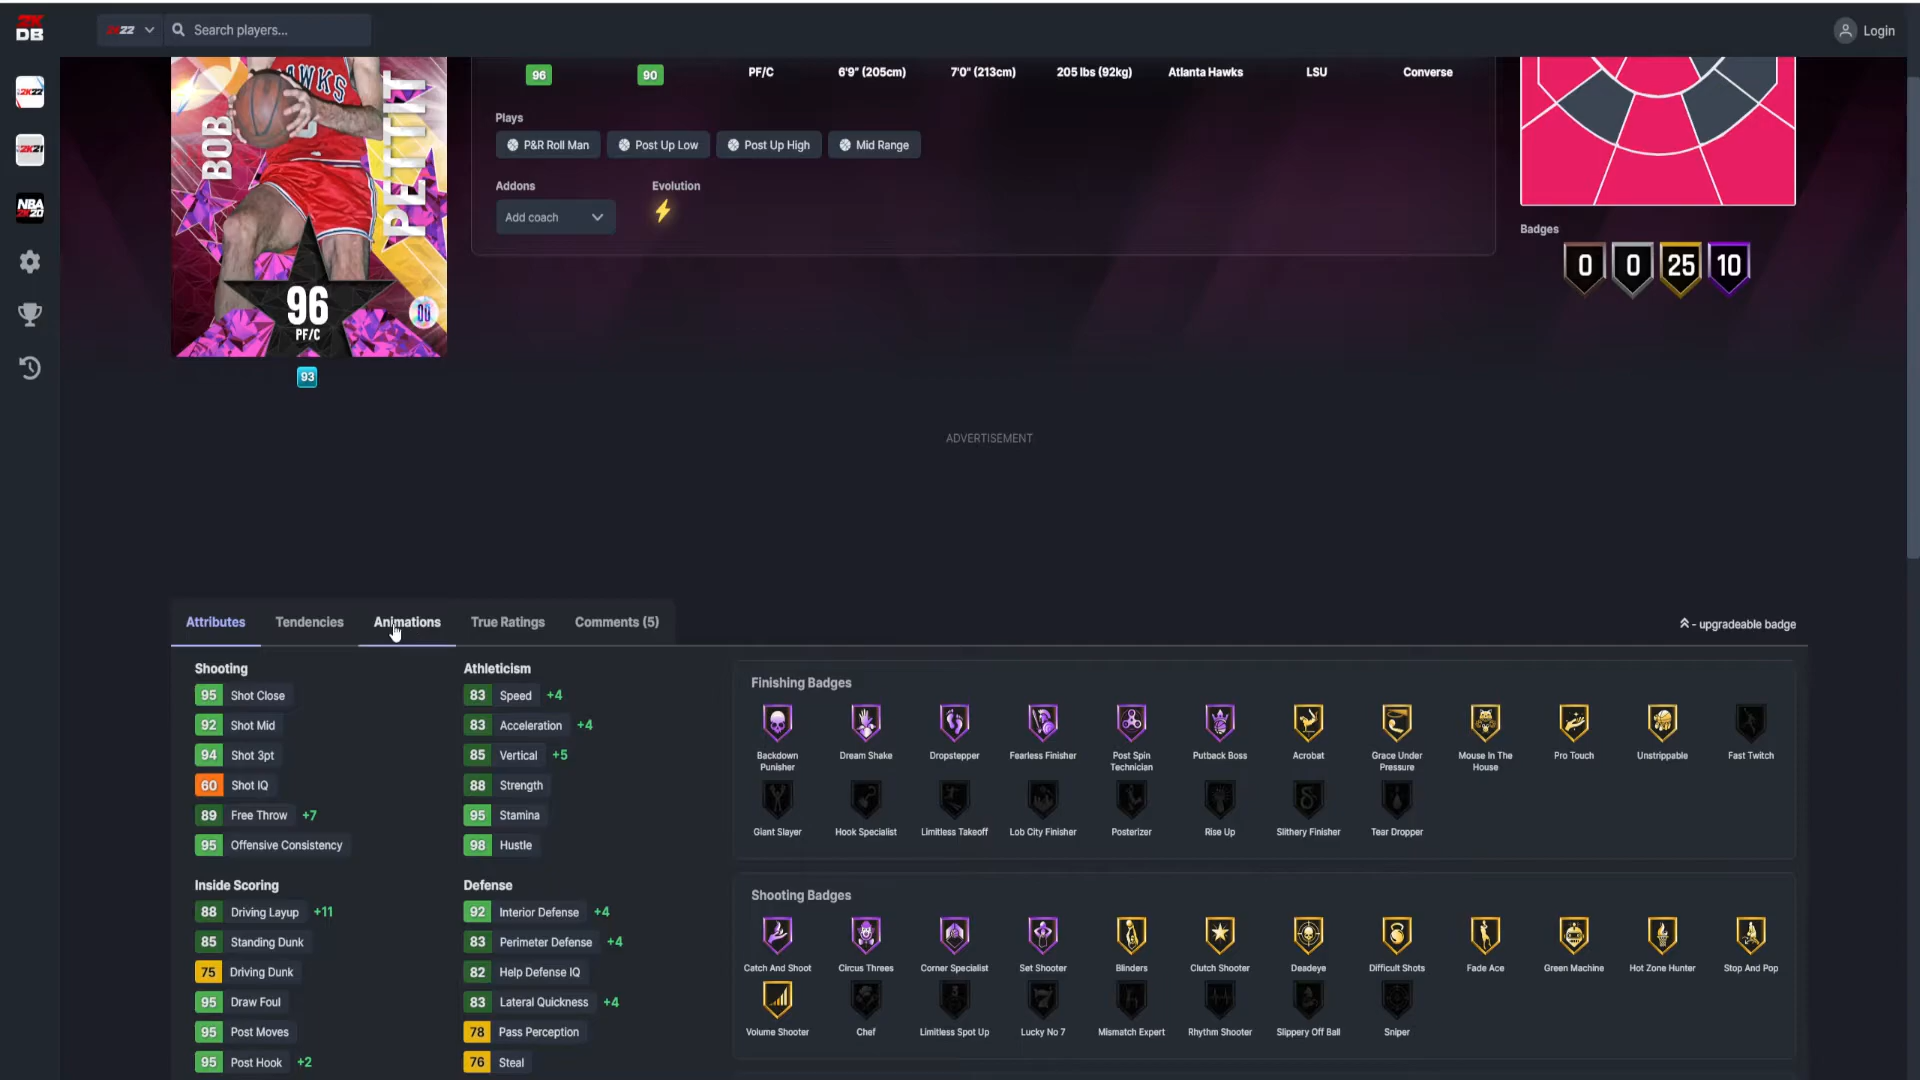 2K
DB
2K22
Search players...
Login
2K22
2K21
NBA
2K20
HAWKS
BOB
PETTIT
96
PF/C
93
96
90
PF/C
6'9" (205cm)
7'0" (213cm)
205 lbs (92kg)
Atlanta Hawks
LSU
Converse
Plays
P&R Roll Man
Post Up Low
Post Up High
Mid Range
Addons
Evolution
Add coach
Badges
0
0
25
10
ADVERTISEMENT
Attributes
Tendencies
Animations
True Ratings
Comments (5)
- upgradeable badge
Shooting
95 Shot Close
92 Shot Mid
94 Shot 3pt
60 Shot IQ
89 Free Throw +7
95 Offensive Consistency
Inside Scoring
88 Driving Layup +11
85 Standing Dunk
75 Driving Dunk
95 Draw Foul
95 Post Moves
95 Post Hook +2
Athleticism
83 Speed +4
83 Acceleration +4
85 Vertical +5
88 Strength
95 Stamina
98 Hustle
Defense
92 Interior Defense +4
83 Perimeter Defense +4
82 Help Defense IQ
83 Lateral Quickness +4
78 Pass Perception
76 Steal
Finishing Badges
Backdown
Punisher
Dream Shake
Dropstepper
Fearless Finisher
Post Spin
Technician
Putback Boss
Acrobat
Grace Under
Pressure
Mouse In The
House
Pro Touch
Unstrippable
Fast Twitch
Giant Slayer
Hook Specialist
Limitless Takeoff
Lob City Finisher
Posterizer
Rise Up
Slithery Finisher
Tear Dropper
Shooting Badges
Catch And Shoot
Circus Threes
Corner Specialist
Set Shooter
Blinders
Clutch Shooter
Deadeye
Difficult Shots
Fade Ace
Green Machine
Hot Zone Hunter
Stop And Pop
Volume Shooter
Chef
Limitless Spot Up
Lucky No 7
Mismatch Expert
Rhythm Shooter
Slippery Off Ball
Sniper